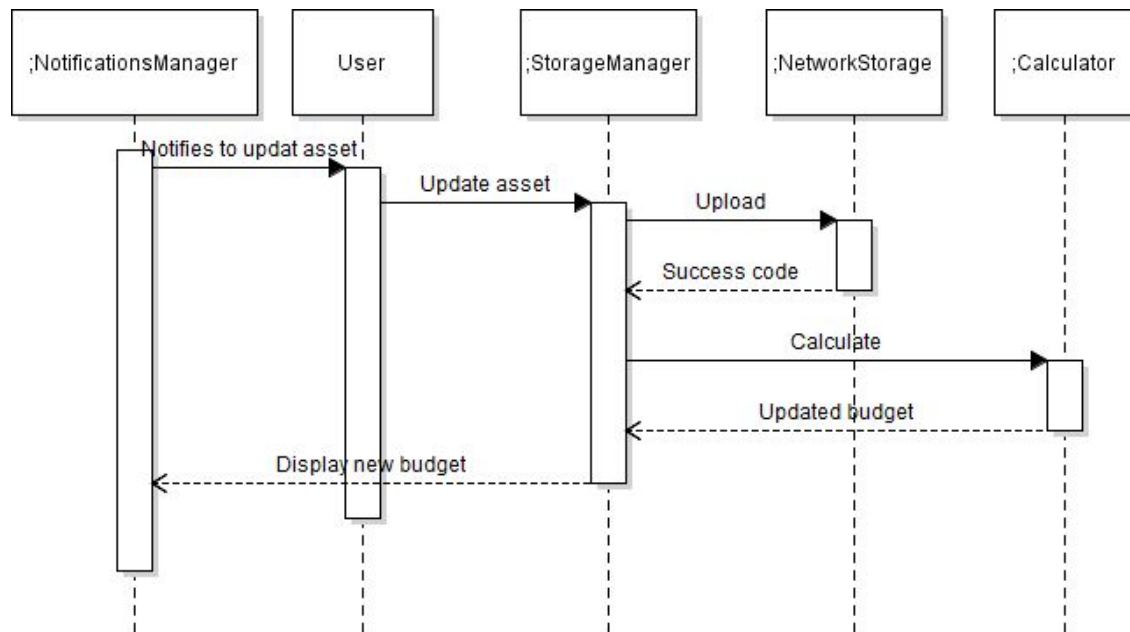 ;NotificationsManager
User
;StorageManager
;NetworkStorage
;Calculator
Notifies to updat asset
Update asset
Upload
Success code
Calculate
Updated budget
Display new budget